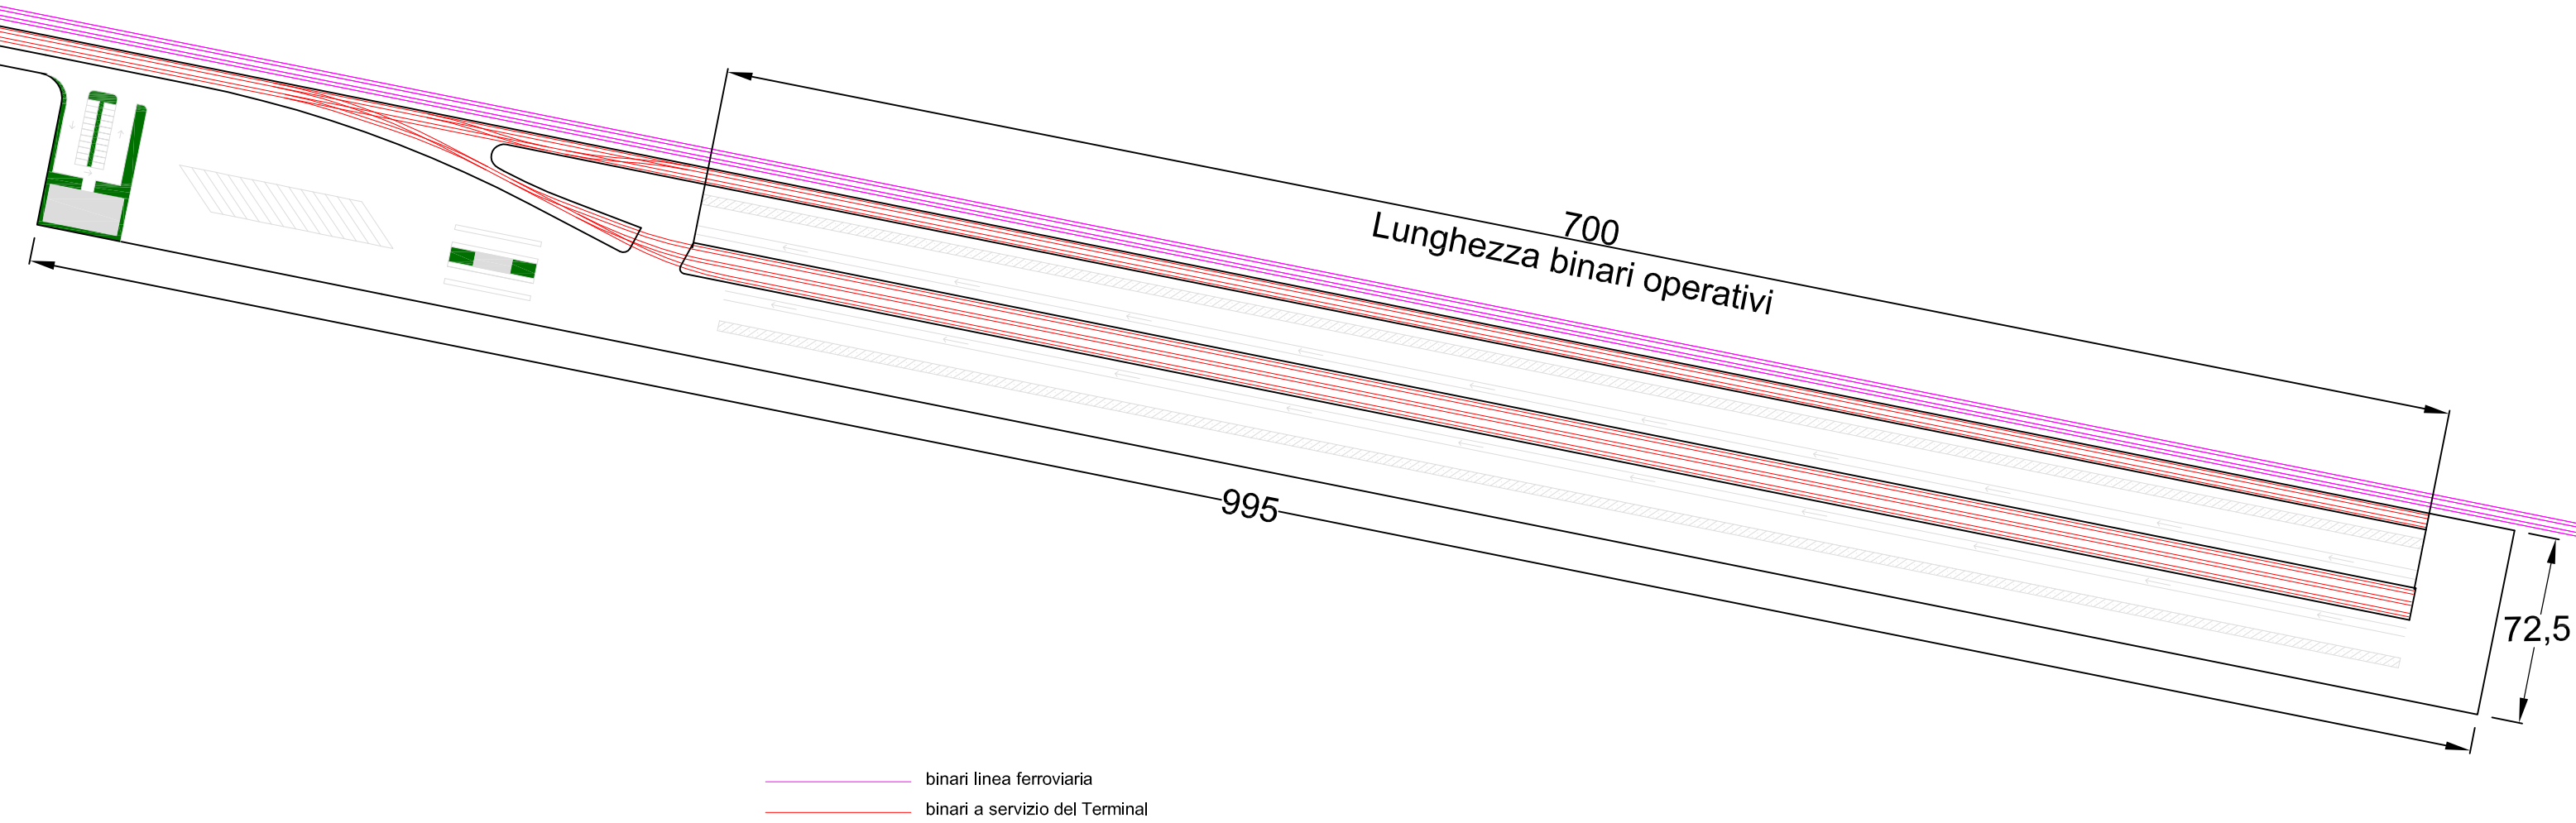 700
Lunghezza binari operativi
995
72,5
binari linea ferroviaria
binari a servizio del Terminal